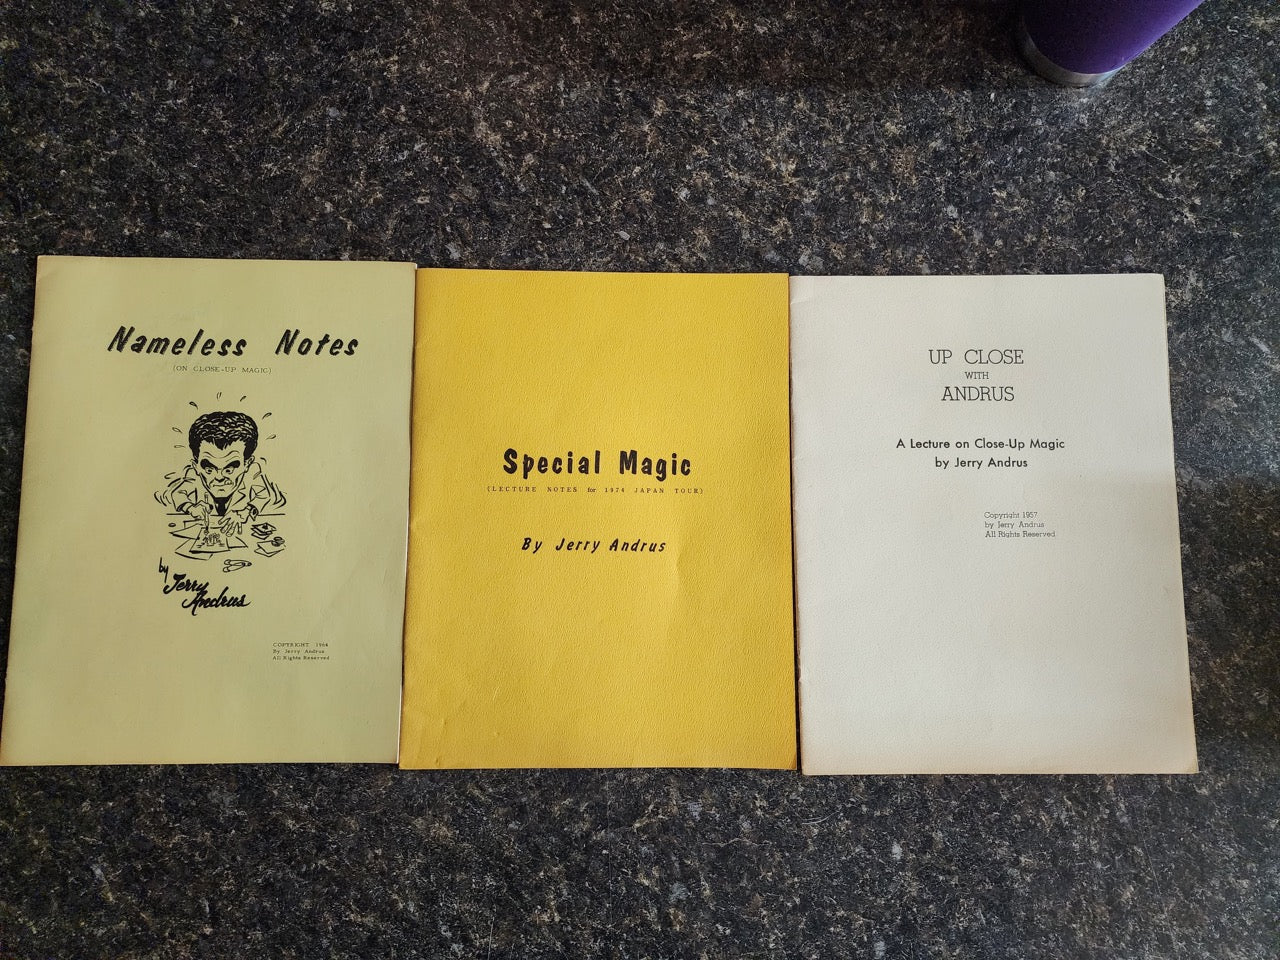 Nameless Notes
(ON CLOSE-UP MAGIC)
by Jerry
Andrus
COPYRIGHT 1964
By Jerry Andrus
All Rights Reserved
Special Magic
(LECTURE NOTES for 1974 JAPAN TOUR)
By Jerry Andrus
UP CLOSE
WITH
ANDRUS
A Lecture on Close-Up Magic
by Jerry Andrus
Copyright 1957
by Jerry Andrus
All Rights Reserved